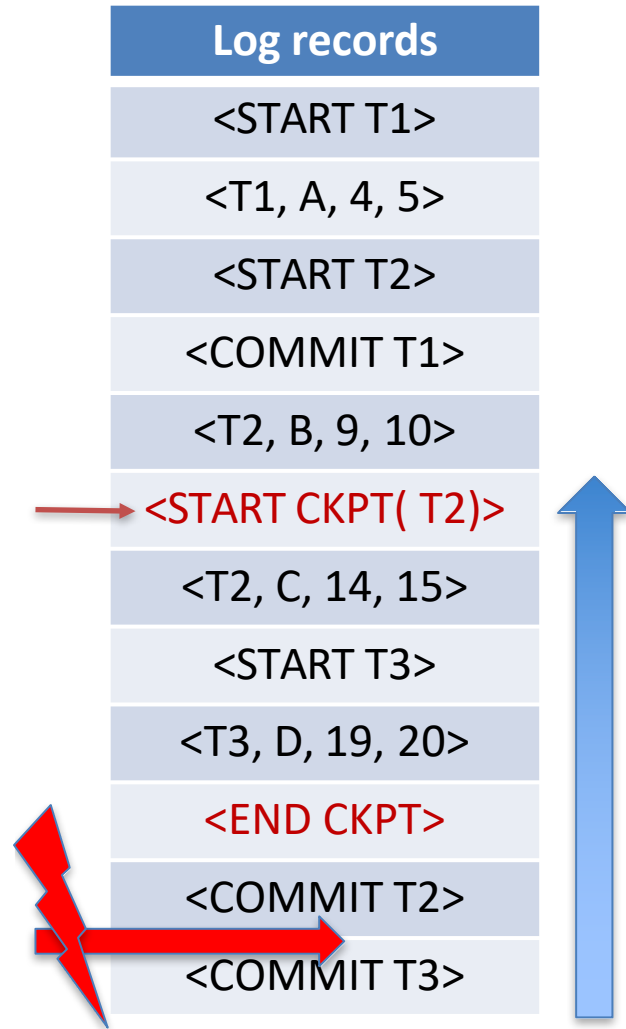 Log records
<START T1>
<T1, A, 4, 5>
<START T2>
<COMMIT T1>
<T2, B, 9, 10>
<START CKPT( T2)>
<T2, C, 14, 15>
<START T3>
<T3, D, 19, 20>
<END CKPT>
<COMMIT T2>
<COMMIT T3>